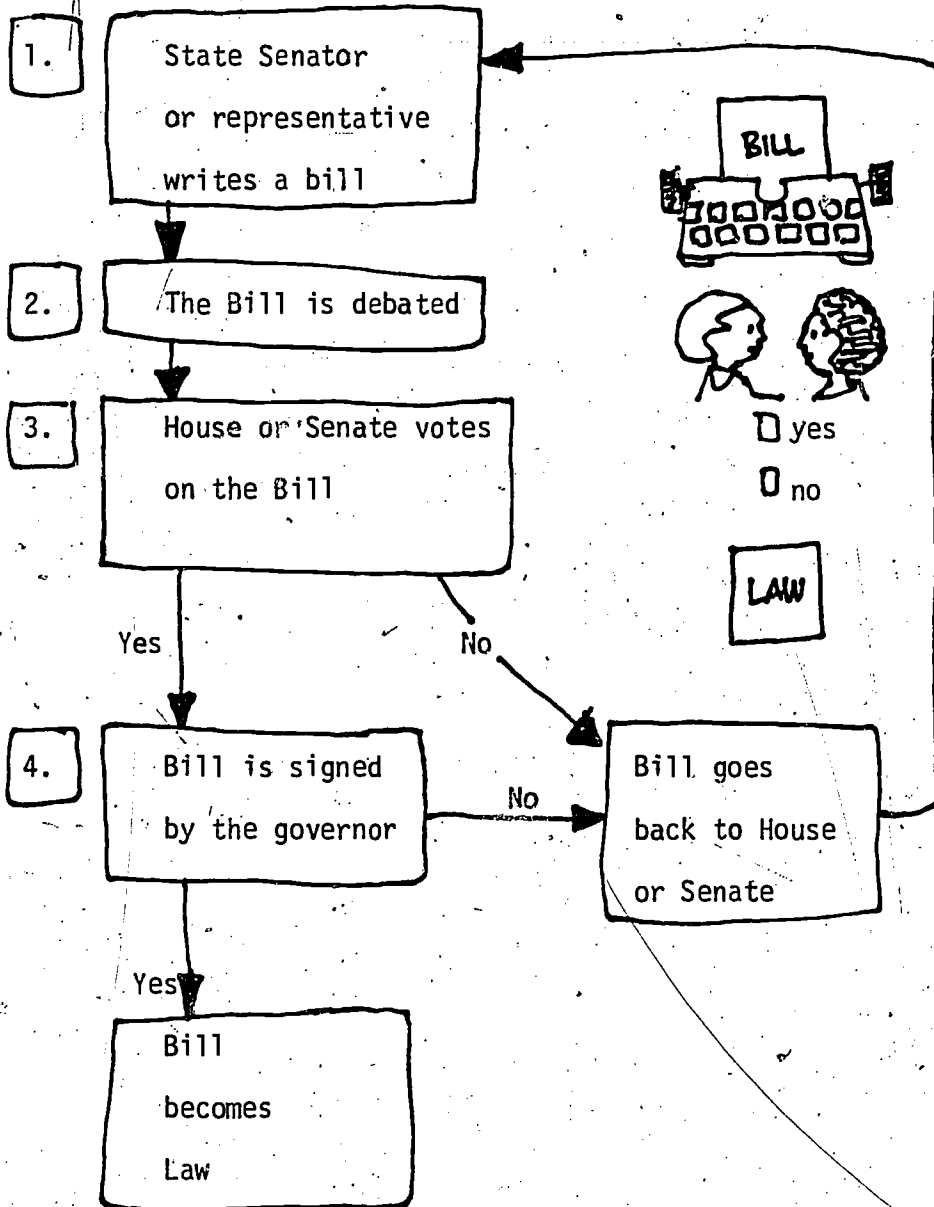 1.
State Senator
or representative
writes a bill
BILL
2.
The Bill is debated
3.
House or Senate votes
on the Bill
yes
no
LAW
Yes
No
4.
Bill is signed
by the governor
No
Bill goes
back to House
or Senate
Yes
Bill
becomes
Law